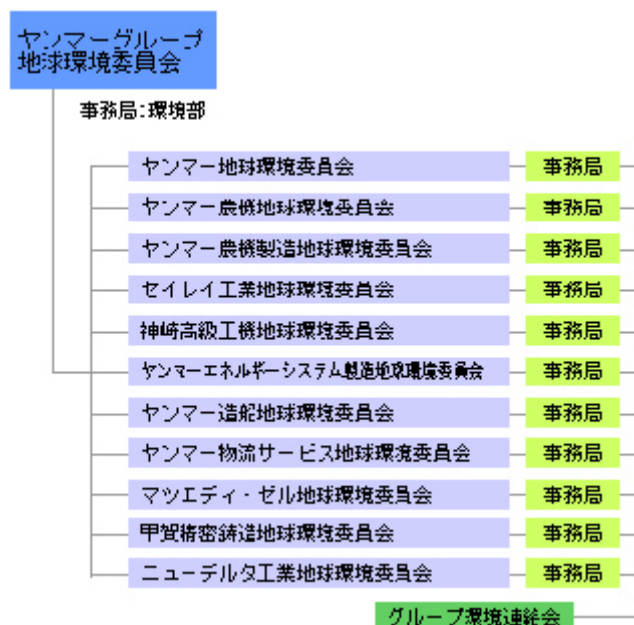 ヤンマーグループ
地球環境委員会
事務局:環境部
ヤンマー地球環境委員会 事務局
ヤンマー農機地球環境委員会 事務局
ヤンマー農機製造地球環境委員会 事務局
セイレイ工業地球環境委員会 事務局
神崎高級工機地球環境委員会 事務局
ヤンマーエネルギーシステム製造地球環境委員会 事務局
ヤンマー造船地球環境委員会 事務局
ヤンマー物流サービス地球環境委員会 事務局
マツエディーゼル地球環境委員会 事務局
甲賀精密鋳造地球環境委員会 事務局
ニューデルタ工業地球環境委員会 事務局
グループ環境連絡会